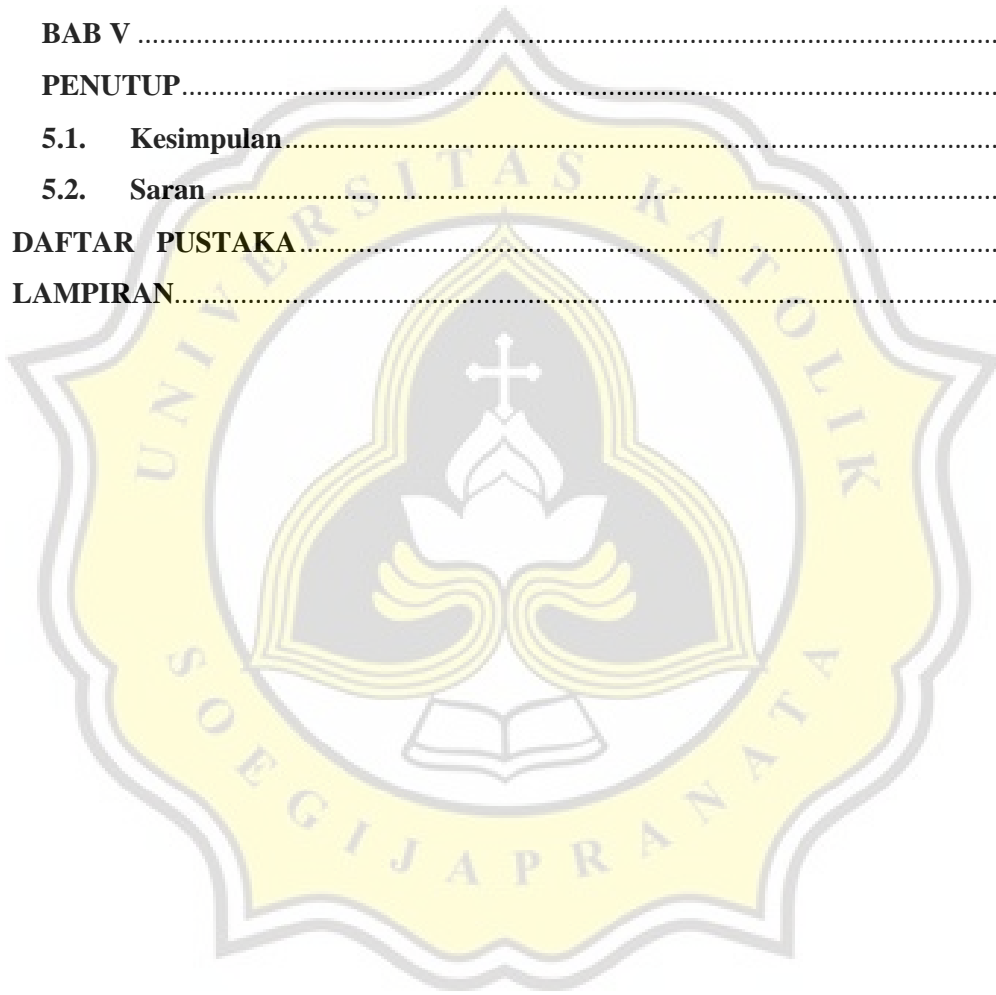 BAB V ........................................................................................................................
PENUTUP..................................................................................................................
5.1. Kesimpulan....................................................................................................
5.2. Saran ..............................................................................................................
DAFTAR PUSTAKA..................................................................................................
LAMPIRAN...................................................................................................................
UNIVERSITAS KATOLIK
SOEGIJAPRANATA